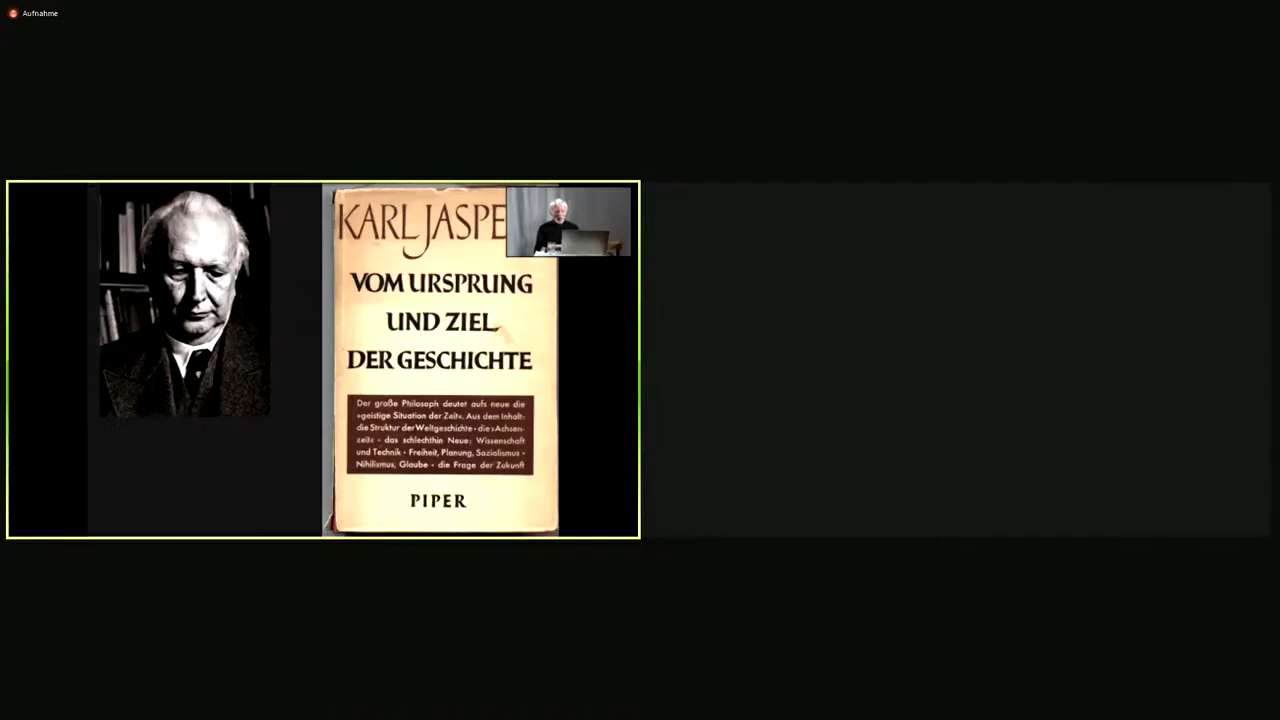 Aufnahme
KARL JASPE
VOM URSPRUNG
UND ZIEL
DER GESCHICHTE
Der große Philosoph deutet aufs neue die
»geistige Situation der Zeit«. Aus dem Inhalt:
die Struktur der Weltgeschichte · die »Achsen-
zeit« · das schlechthin Neue: Wissenschaft
und Technik · Freiheit, Planung, Sozialismus ·
Nihilismus, Glaube · die Frage der Zukunft
PIPER